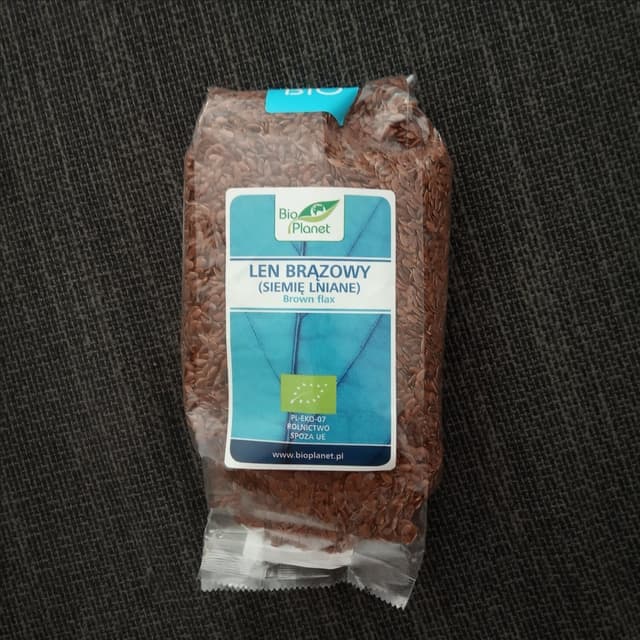 BIO
Bio
Planet
LEN BRĄZOWY
(SIEMIĘ LNIANE)
Brown flax
PL-EKO-07
ROLNICTWO
SPOZA UE
www.bioplanet.pl